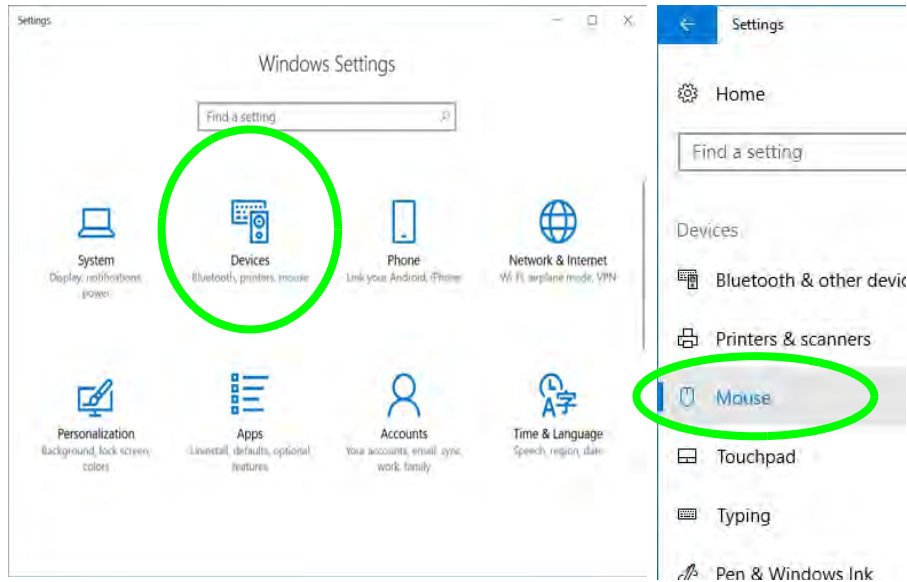 Settings
Windows Settings
Find a setting
System
Display, notifications,
power
Devices
Bluetooth, printers, mouse
Phone
Link your Android, iPhone
Network & Internet
Wi-Fi, airplane mode, VPN
Personalization
Background, lock screen,
colors
Apps
Uninstall, defaults, optional
features
Accounts
Your accounts, email, sync,
work, family
Time & Language
Speech, region, date
A字
Settings
Home
Find a setting
Devices
Bluetooth & other devic
Printers & scanners
Mouse
Touchpad
Typing
Pen & Windows Ink